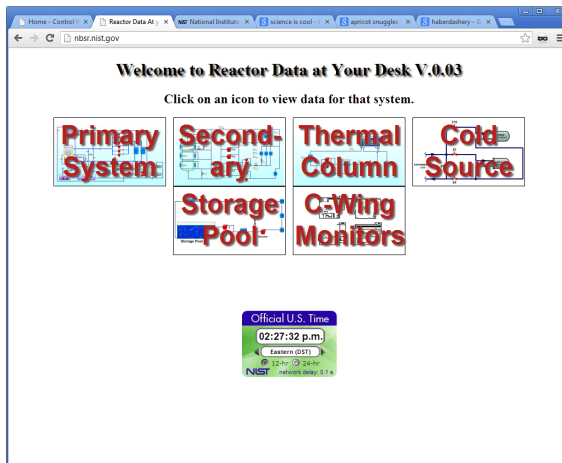 Home - Control R
Reactor Data At y
NIST National Institute
science is cool - G
apricot snuggles
haberdashery - G
nbsr.nist.gov
Welcome to Reactor Data at Your Desk V.0.03
Click on an icon to view data for that system.
Primary System
Second-ary
Thermal Column
Cold Source
Storage Pool
Storage Pool
C-Wing Monitors
Official U.S. Time
02:27:32 p.m.
Eastern (DST)
12-hr 24-hr
NIST network delay: 0.1 s